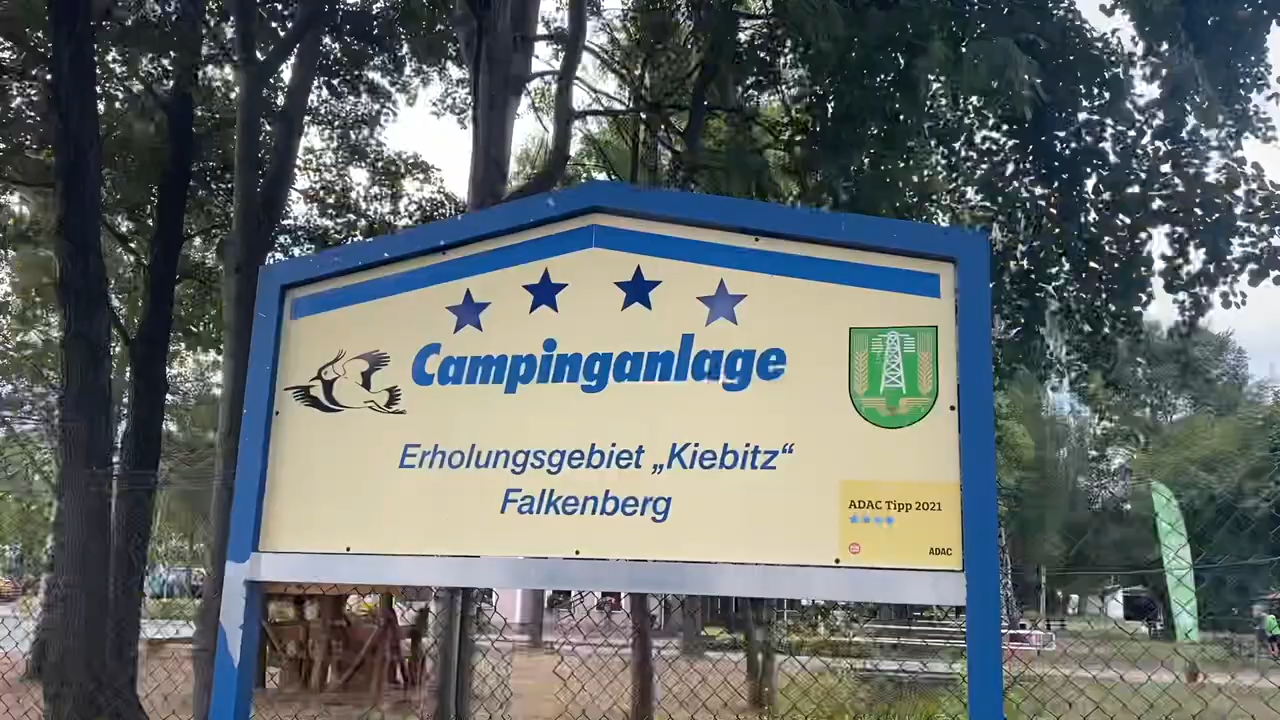 Campinganlage
Erholungsgebiet „Kiebitz“
Falkenberg
ADAC Tipp 2021
ADAC